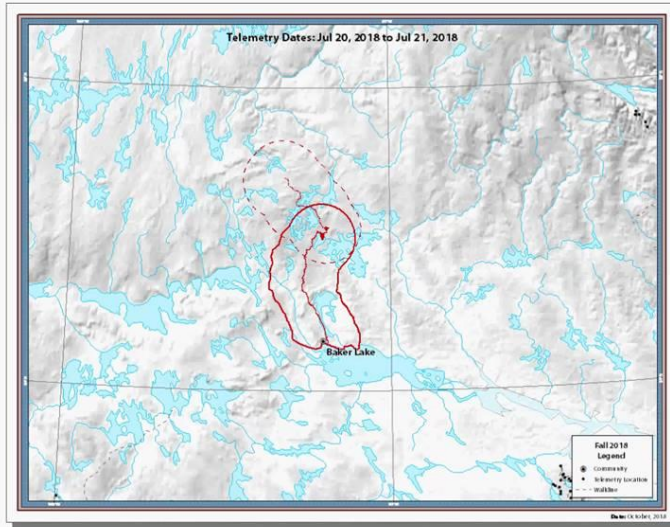 Telemetry Dates: Jul 20, 2018 to Jul 21, 2018
Baker Lake
Fall 2018
Legend
Community
Telemetry Location
Walkline
Date: October, 2018